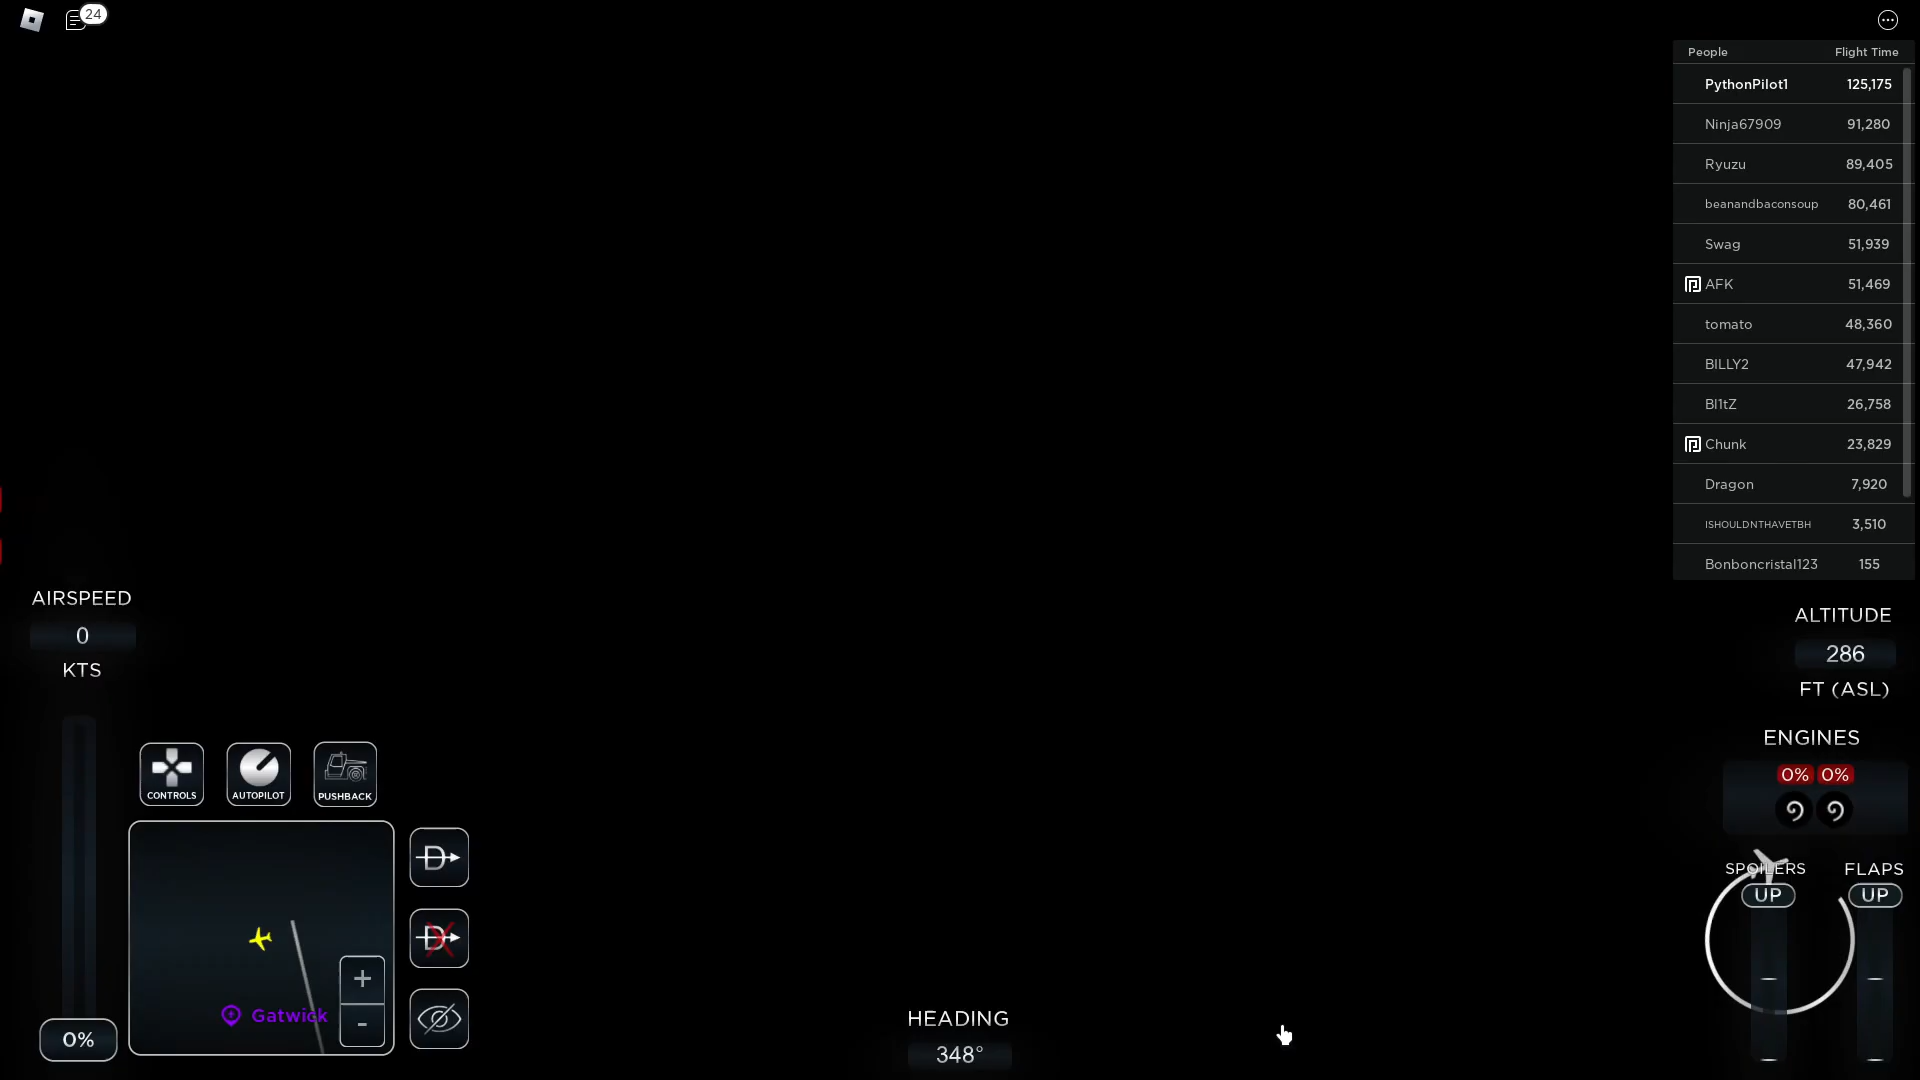 24
People Flight Time
PythonPilot1 125,175
Ninja67909 91,280
Ryuzu 89,405
beanandbaconsoup 80,461
Swag 51,939
AFK 51,469
tomato 48,360
BILLY2 47,942
Bl1tZ 26,758
Chunk 23,829
Dragon 7,920
ISHOULDNTHAVETBH 3,510
Bonboncristal123 155
AIRSPEED
0
KTS
ALTITUDE
286
FT (ASL)
ENGINES
0% 0%
CONTROLS AUTOPILOT PUSHBACK
SPOILERS FLAPS
UP UP
D
D
+
-
Gatwick
0%
HEADING
348°